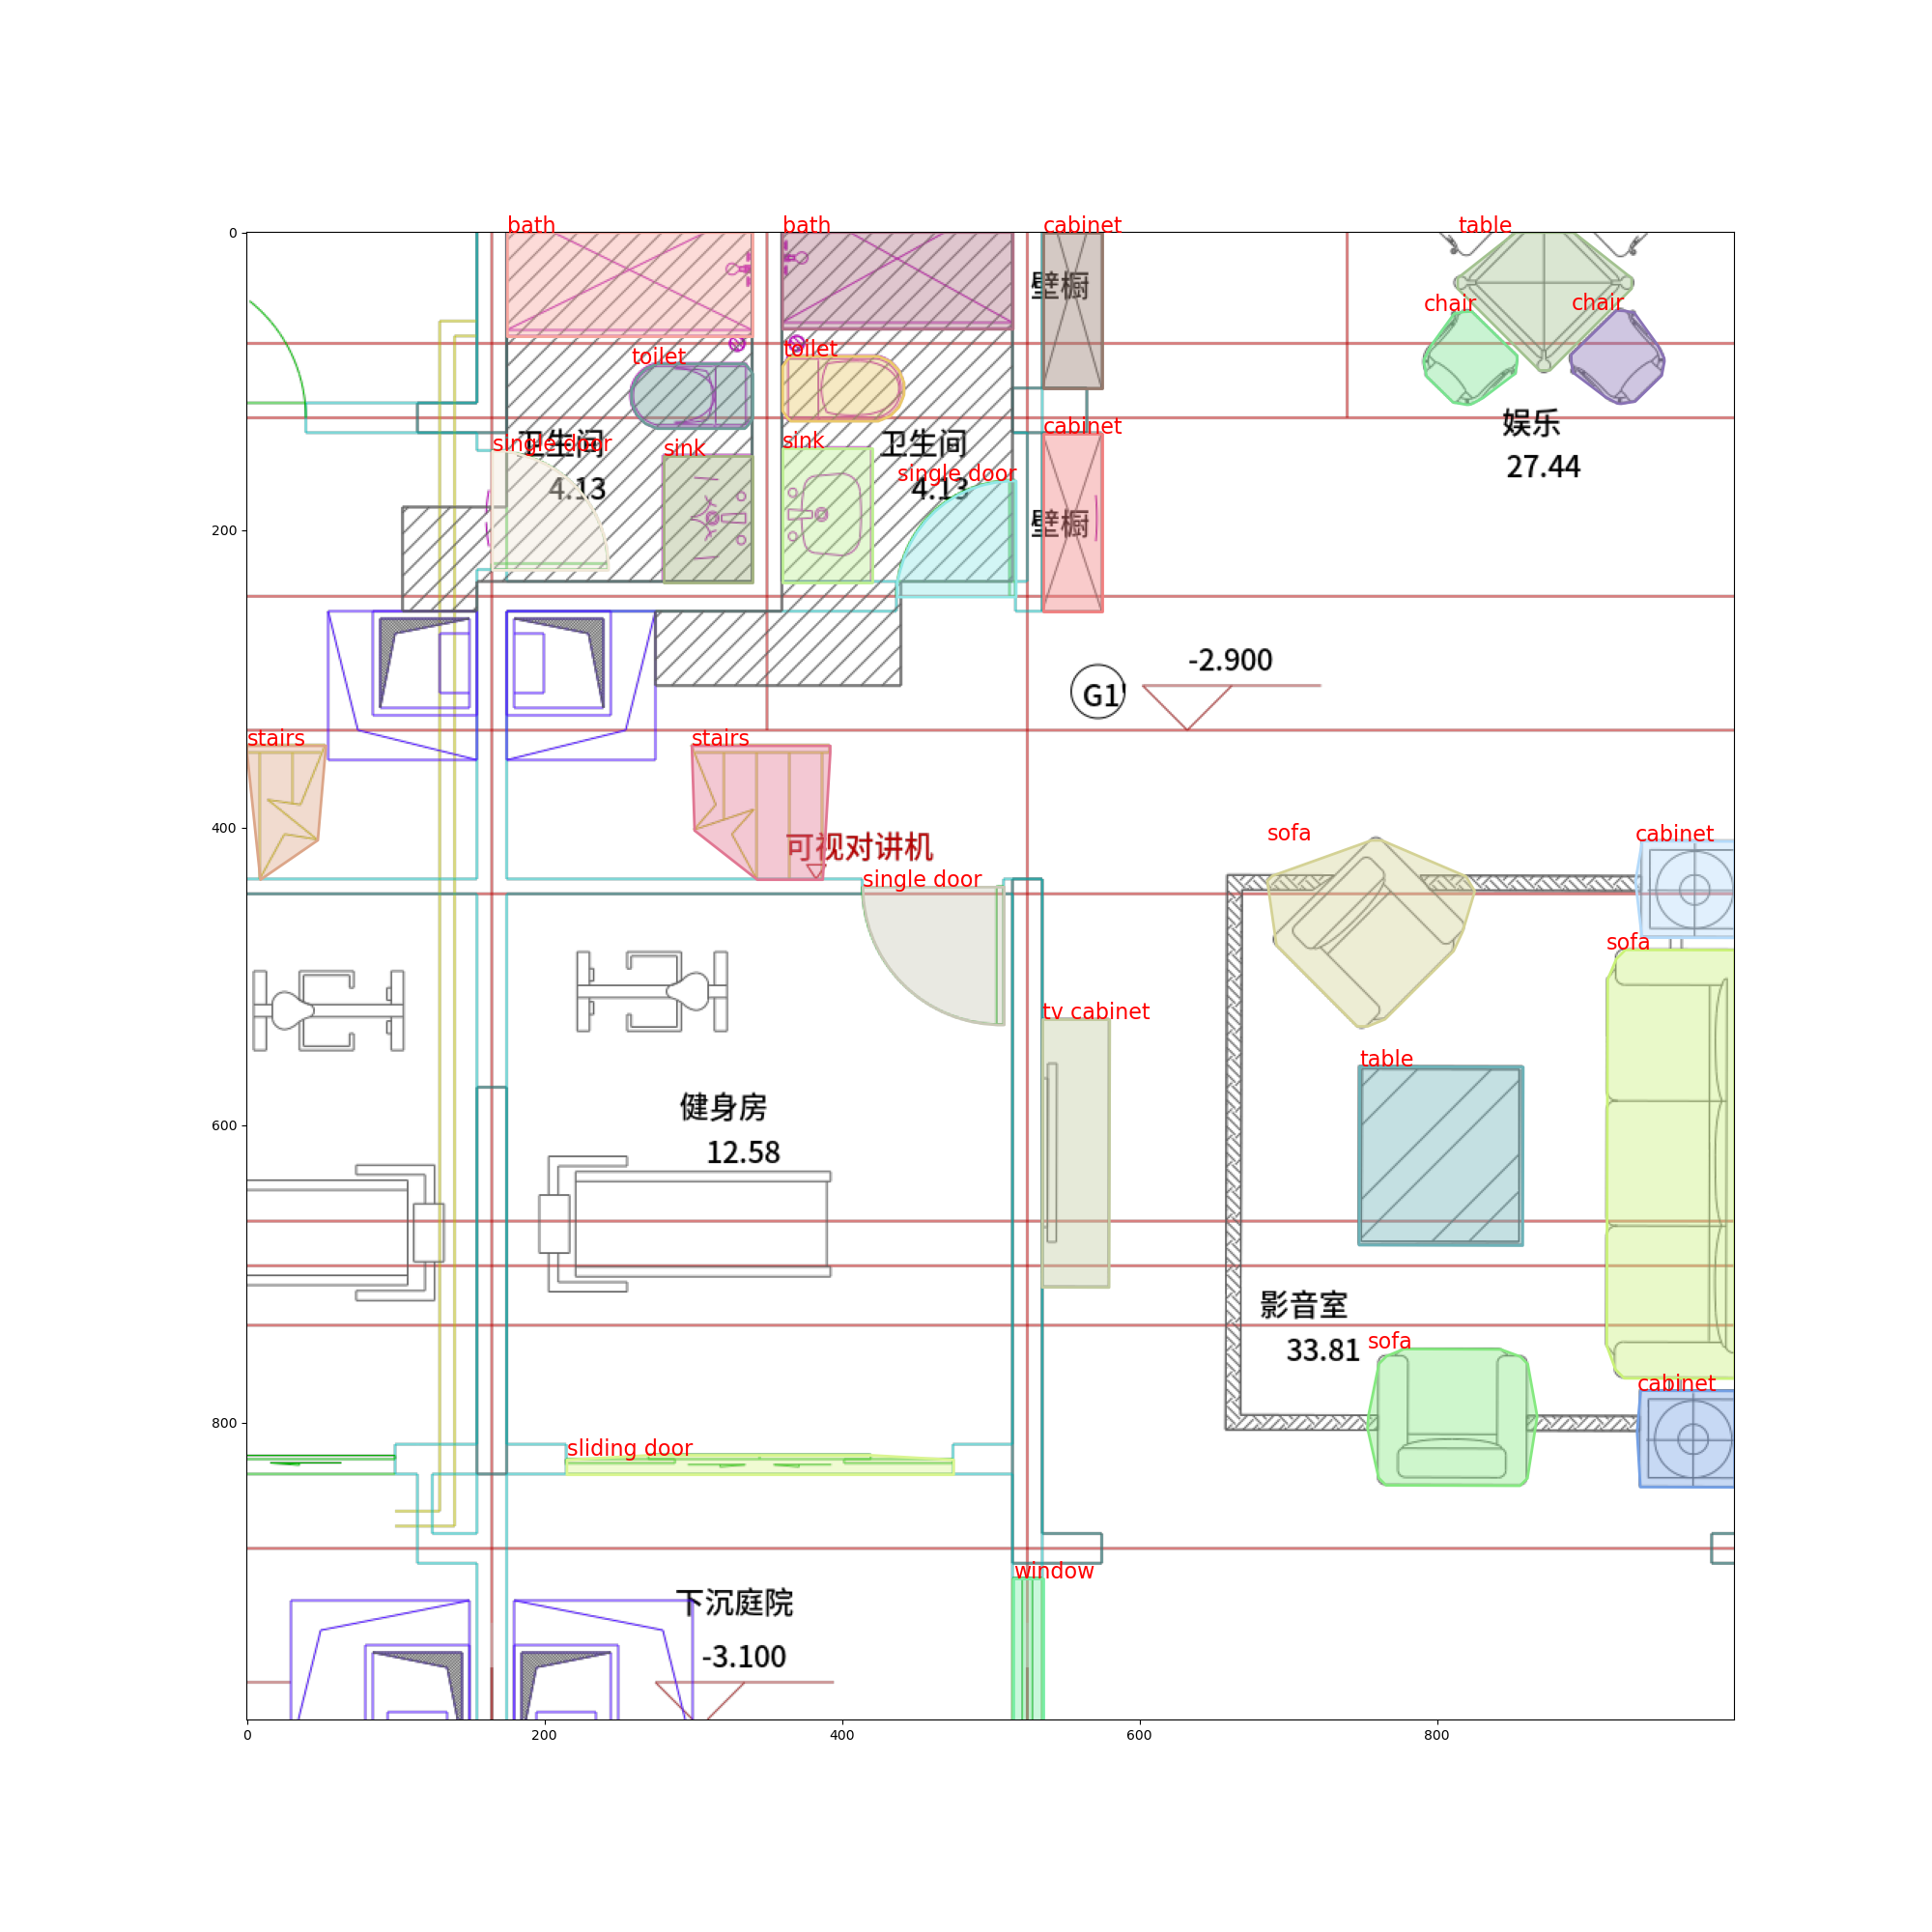 bath
bath
cabinet
table
0
壁橱
chair
chair
toilet
toilet
娱乐
27.44
cabinet
single door
卫生间
sink
sink
卫生间
4.13
single door
4.13
200
壁橱
-2.900
G1'
stairs
stairs
400
可视对讲机
sofa
cabinet
single door
sofa
tv cabinet
table
600
健身房
12.58
影音室
33.81
sofa
cabinet
800
sliding door
window
下沉庭院
-3.100
0
200
400
600
800